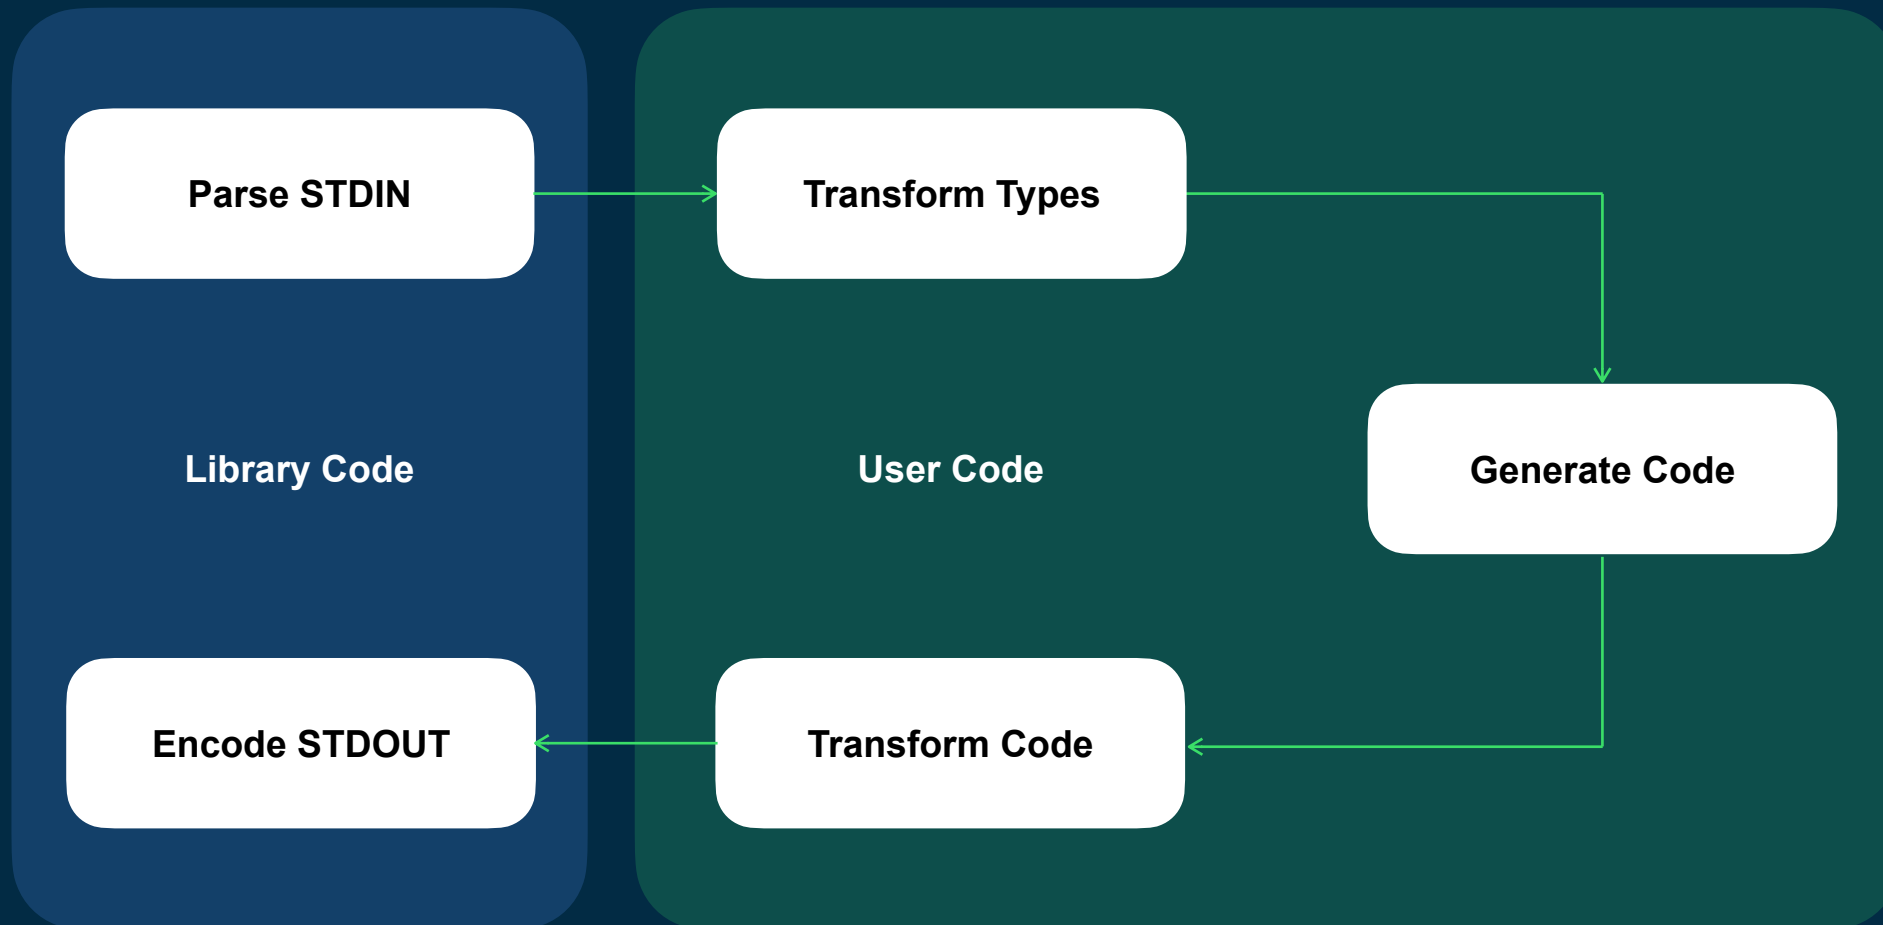 Parse STDIN
Transform Types
Library Code
User Code
Generate Code
Encode STDOUT
Transform Code